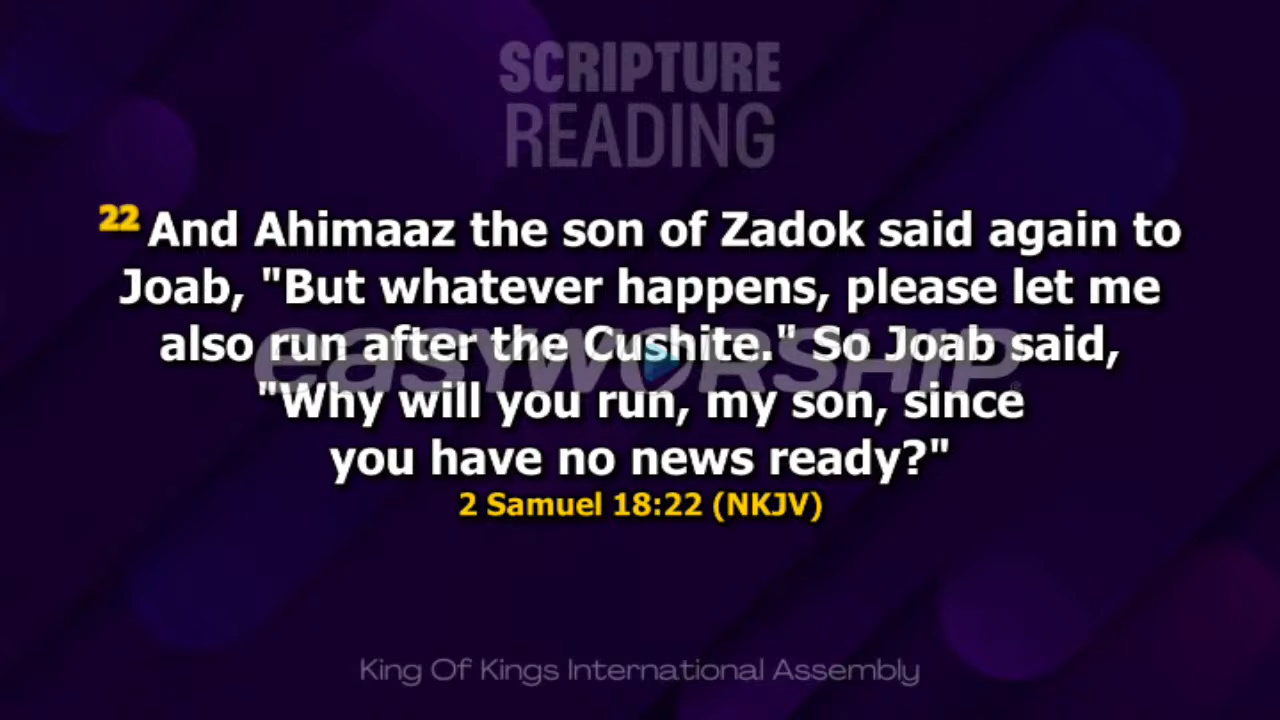 SCRIPTURE
READING
22 And Ahimaaz the son of Zadok said again to
Joab, "But whatever happens, please let me
also run after the Cushite." So Joab said,
easyworship®
"Why will you run, my son, since
you have no news ready?"
2 Samuel 18:22 (NKJV)
King Of Kings International Assembly